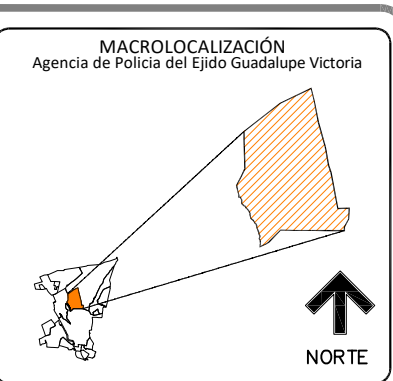 MACROLOCALIZACIÓN
Agencia de Policia del Ejido Guadalupe Victoria
NORTE